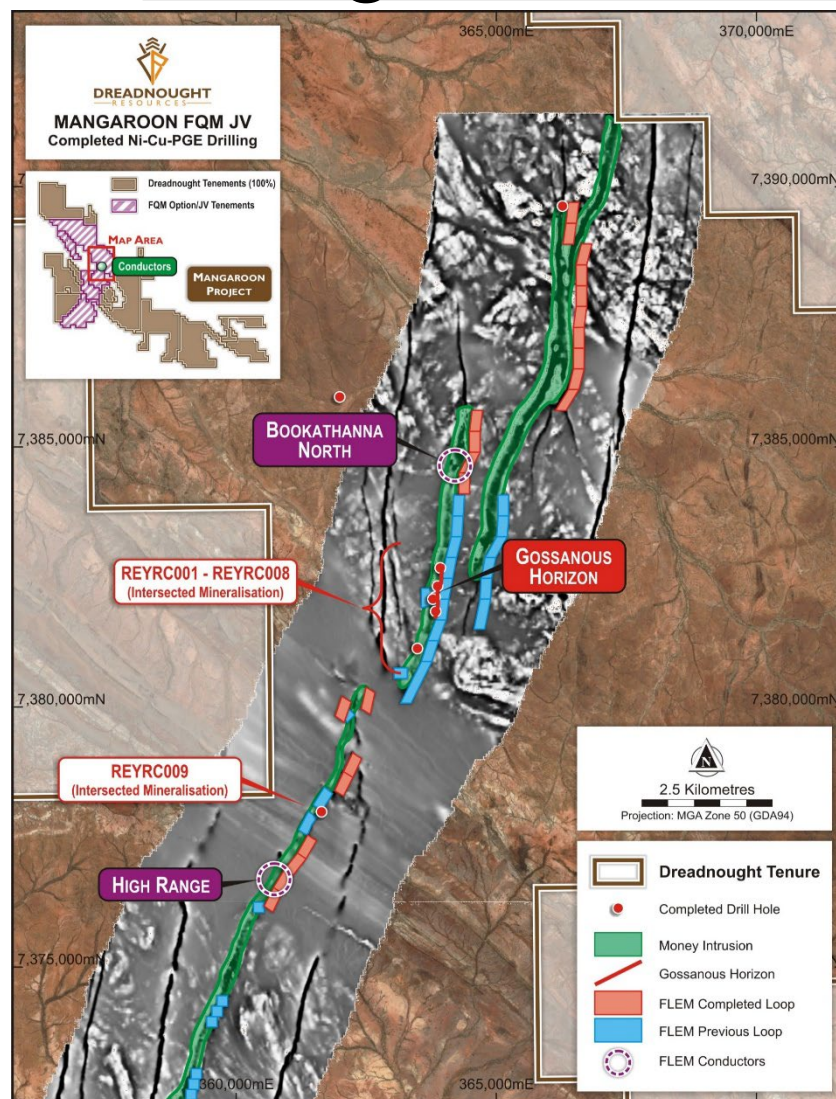 365,000mE
370,000mE
DREADNOUGHT
RESOURCES
MANGAROON FQM JV
Completed Ni-Cu-PGE Drilling
Dreadnought Tenements (100%)
FQM Option/JV Tenements
MAP AREA
Conductors
MANGAROON
PROJECT
7,390,000mN
7,385,000mN
7,385,000mN
BOOKATHANNA
NORTH
REYRC001 - REYRC008
(Intersected Mineralisation)
GOSSANOUS
HORIZON
7,380,000mN
7,380,000mN
REYRC009
(Intersected Mineralisation)
N
2.5 Kilometres
Projection: MGA Zone 50 (GDA94)
HIGH RANGE
7,375,000mN
Dreadnought Tenure
Completed Drill Hole
Money Intrusion
Gossanous Horizon
FLEM Completed Loop
FLEM Previous Loop
FLEM Conductors
360,000mE
365,000mE